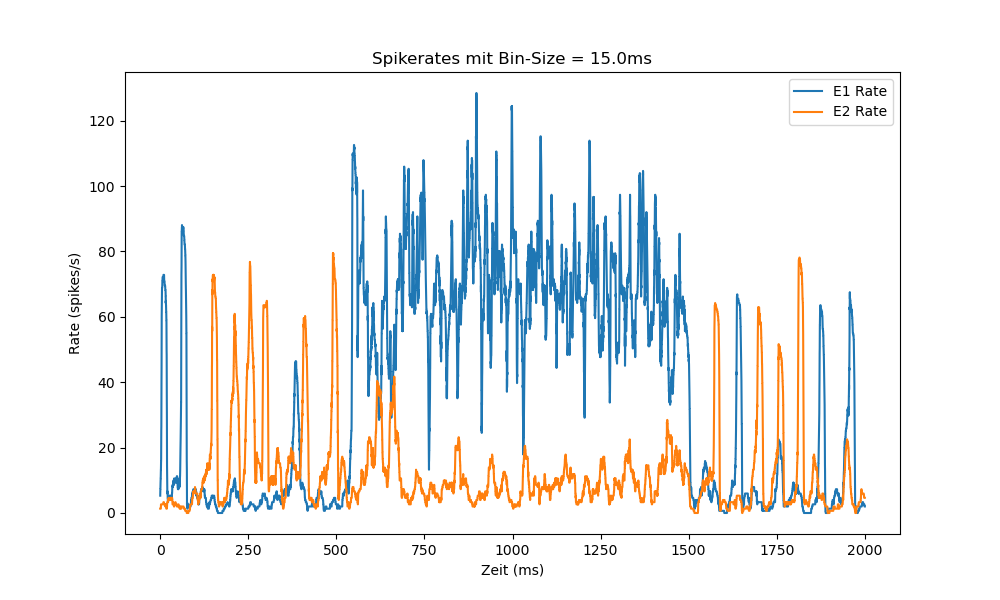 Spikerates mit Bin-Size = 15.0ms
E1 Rate
E2 Rate
Rate (spikes/s)
120
100
80
60
40
20
0
0 250 500 750 1000 1250 1500 1750 2000
Zeit (ms)